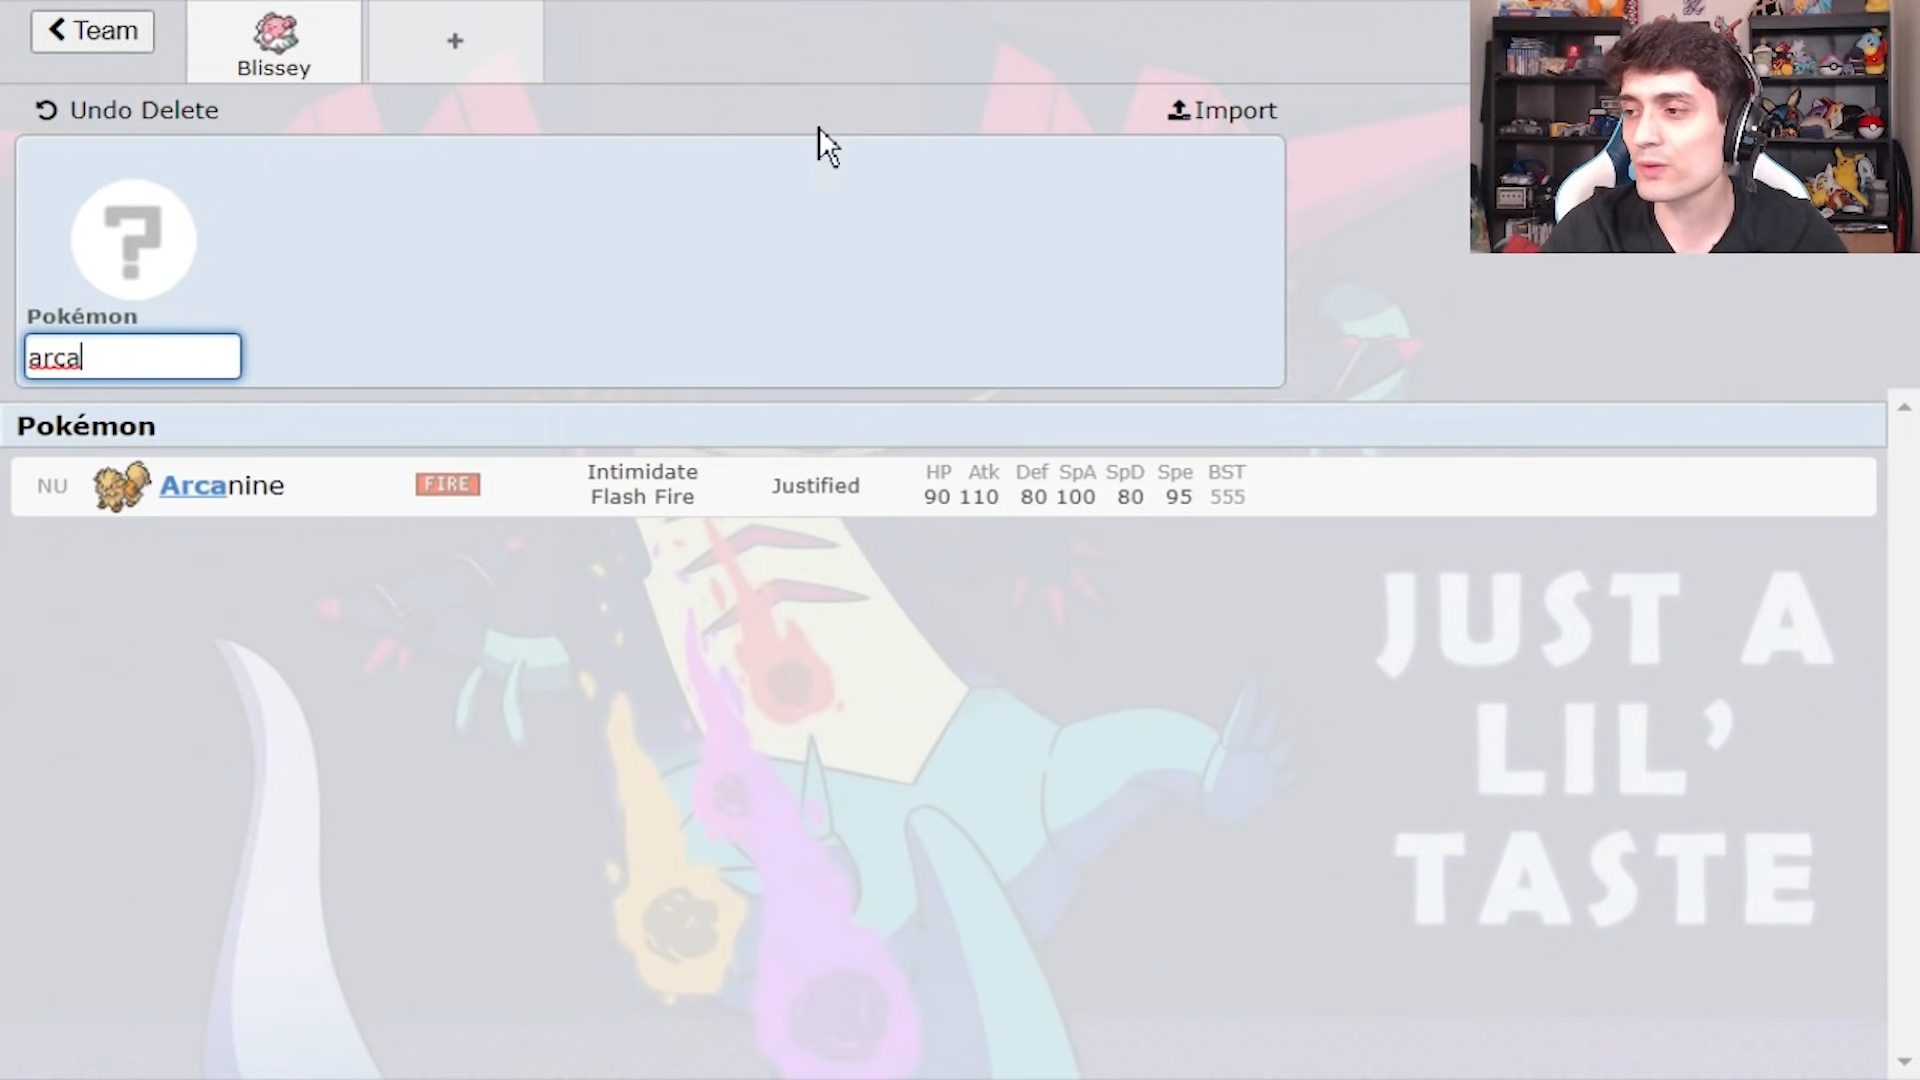 Team
Blissey
+
Undo Delete
Import
?
Pokémon
arca
Pokémon
NU Arcanine FIRE Intimidate Flash Fire Justified HP 90 Atk 110 Def 80 SpA 100 SpD 80 Spe 95 BST 555
JUST A
LIL'
TASTE